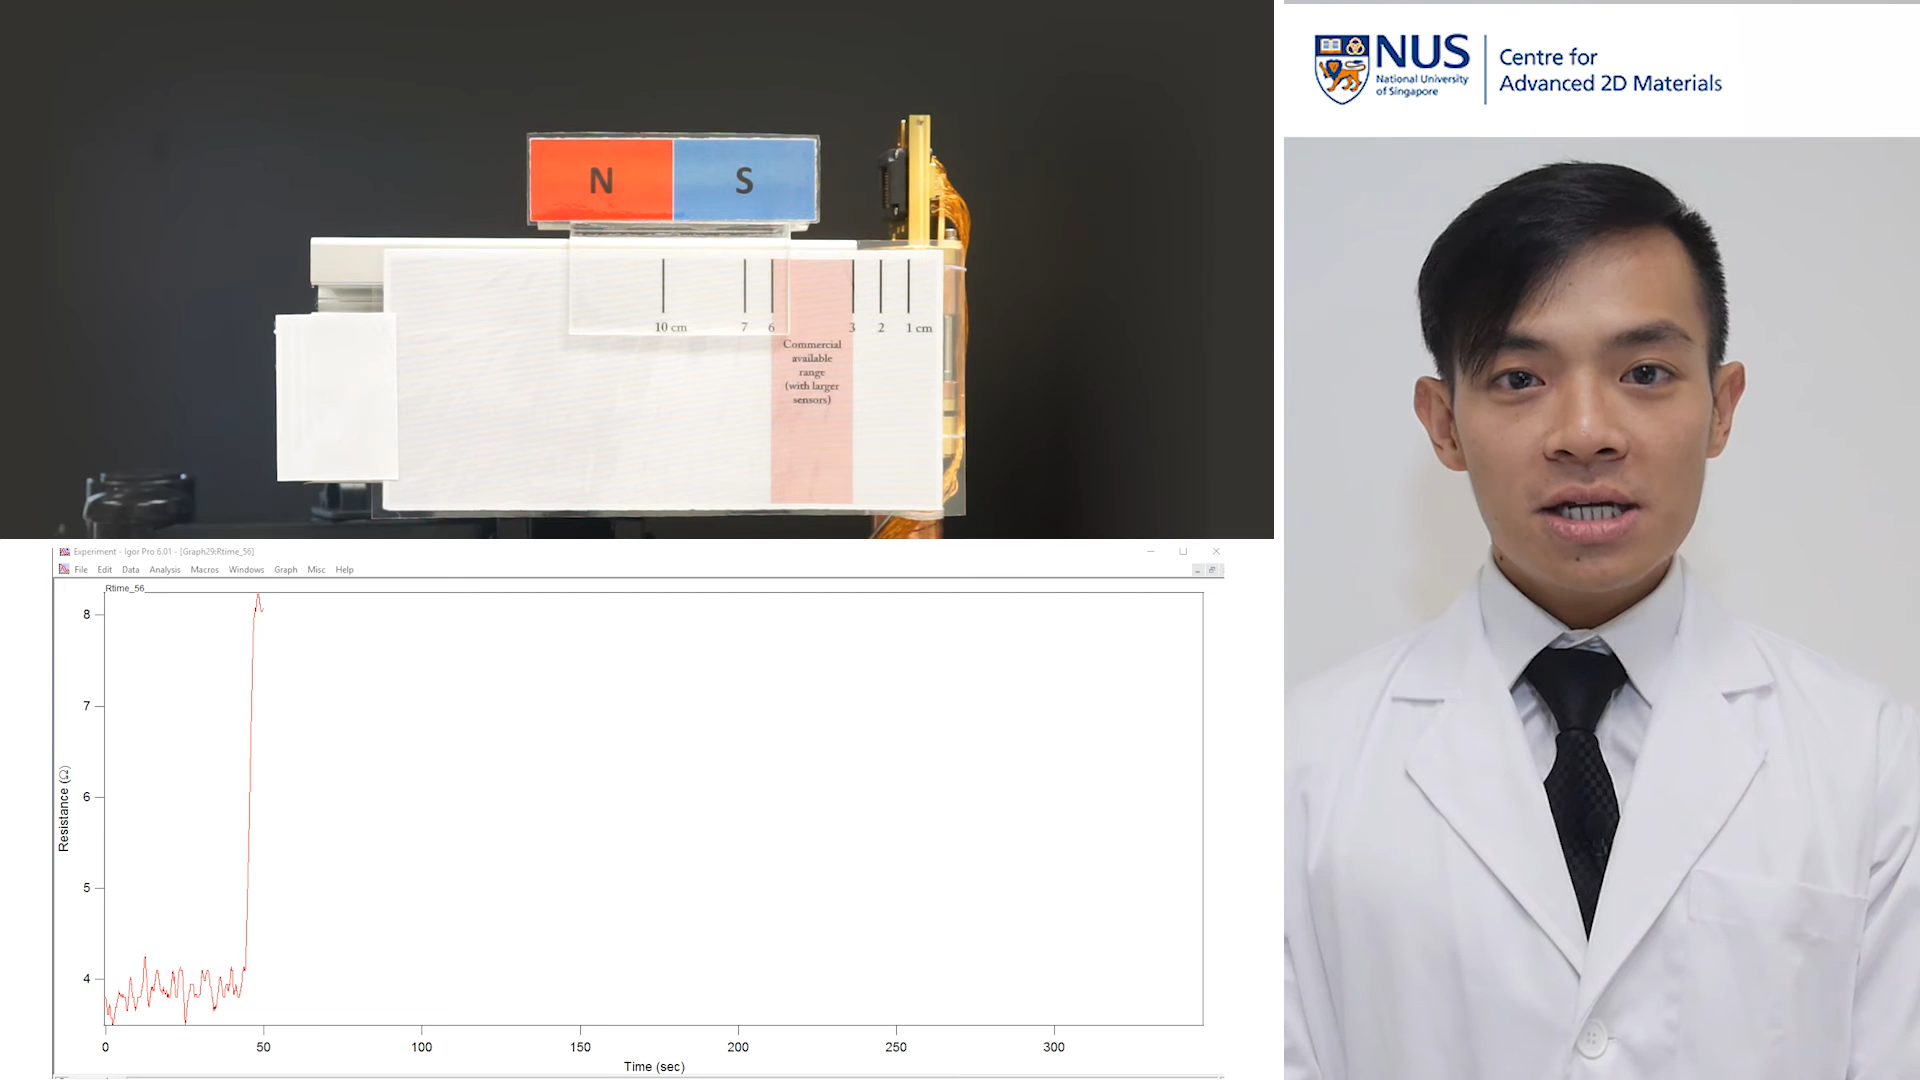 N S
10 cm 7 6 3 2 1 cm
Commercial
available
range
(with larger
sensors)
NUS
National University
of Singapore
Centre for
Advanced 2D Materials
Experiment - Igor Pro 6.01 - [Graph29:Rtime_56]
File Edit Data Analysis Macros Windows Graph Misc Help
Rtime_56
8
7
6
5
4
Resistance (Ω)
0 50 100 150 200 250 300
Time (sec)